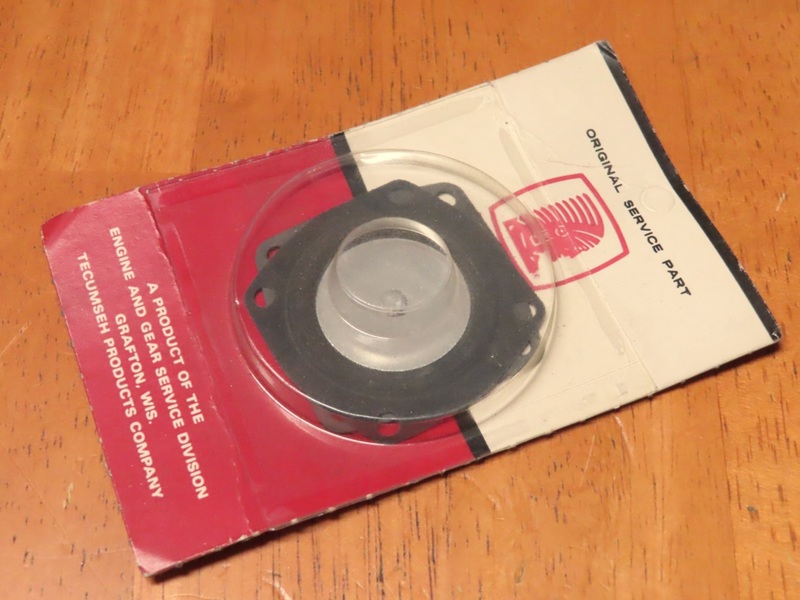 ORIGINAL SERVICE PART
A PRODUCT OF THE
ENGINE AND GEAR SERVICE DIVISION
GRAFTON, WIS.
TECUMSEH PRODUCTS COMPANY